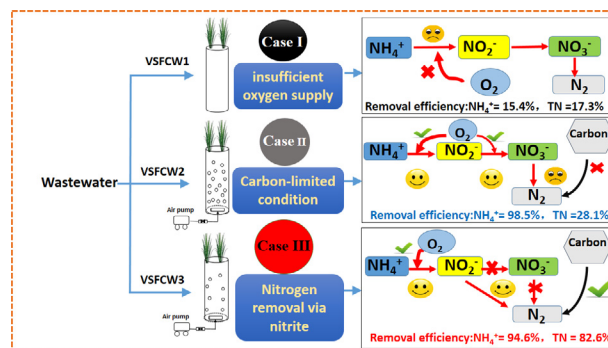 Wastewater
VSFCW1
Case I
insufficient
oxygen supply
NH₄⁺
NO₂⁻
NO₃⁻
O₂
N₂
Removal efficiency:NH₄⁺= 15.4%, TN =17.3%
VSFCW2
Air pump
Case II
Carbon-limited
condition
O₂
Carbon
NH₄⁺
NO₂⁻
NO₃⁻
N₂
Removal efficiency:NH₄⁺= 98.5%, TN =28.1%
VSFCW3
Air pump
Case III
Nitrogen
removal via
nitrite
O₂
Carbon
NH₄⁺
NO₂⁻
NO₃⁻
N₂
Removal efficiency:NH₄⁺= 94.6%, TN = 82.6%